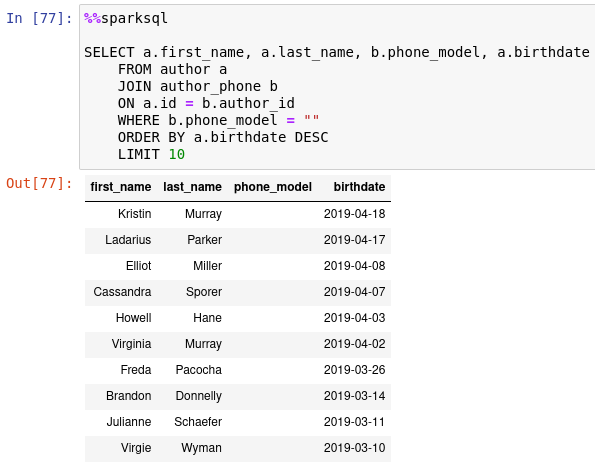 In [77]: %%sparksql
SELECT a.first_name, a.last_name, b.phone_model, a.birthdate
FROM author a
JOIN author_phone b
ON a.id = b.author_id
WHERE b.phone_model = ""
ORDER BY a.birthdate DESC
LIMIT 10
Out[77]:
first_name last_name phone_model birthdate
Kristin Murray 2019-04-18
Ladarius Parker 2019-04-17
Elliot Miller 2019-04-08
Cassandra Sporer 2019-04-07
Howell Hane 2019-04-03
Virginia Murray 2019-04-02
Freda Pacocha 2019-03-26
Brandon Donnelly 2019-03-14
Julianne Schaefer 2019-03-11
Virgie Wyman 2019-03-10